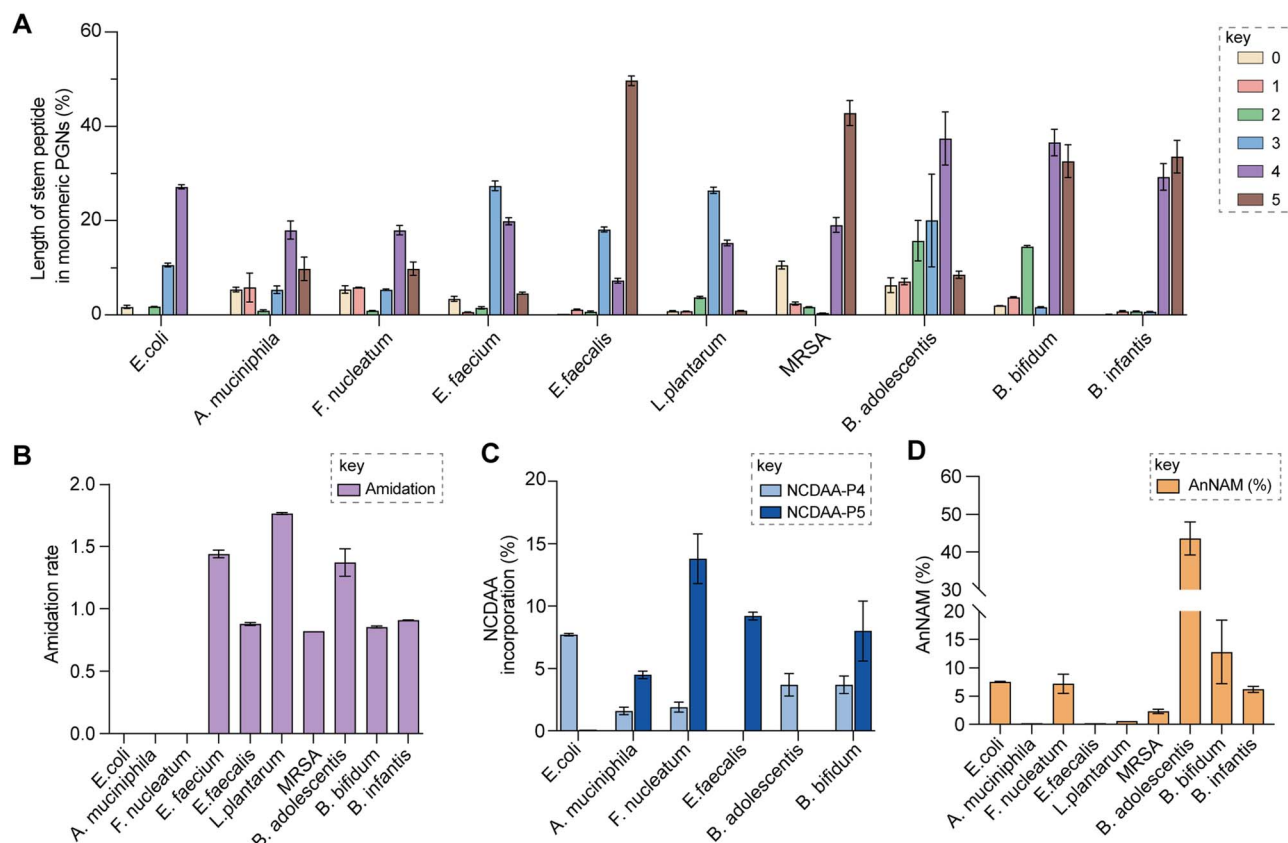 A
Length of stem peptide
in monomeric PGNs (%)
60
40
20
0
key
0
1
2
3
4
5
E.coli
A. muciniphila
F. nucleatum
E. faecium
E.faecalis
L.plantarum
MRSA
B. adolescentis
B. bifidum
B. infantis
B
key
Amidation
Amidation rate
2.0
1.5
1.0
0.5
0.0
E.coli
A. muciniphila
F. nucleatum
E. faecium
E.faecalis
L.plantarum
MRSA
B. adolescentis
B. bifidum
B. infantis
C
key
NCDAA-P4
NCDAA-P5
NCDAA
incorporation (%)
20
15
10
5
0
E.coli
A. muciniphila
F. nucleatum
E.faecalis
B. adolescentis
B. bifidum
D
key
AnNAM (%)
AnNAM (%)
60
50
40
30
20
15
10
5
0
E.coli
A. muciniphila
F. nucleatum
E.faecalis
L.plantarum
MRSA
B. adolescentis
B. bifidum
B. infantis